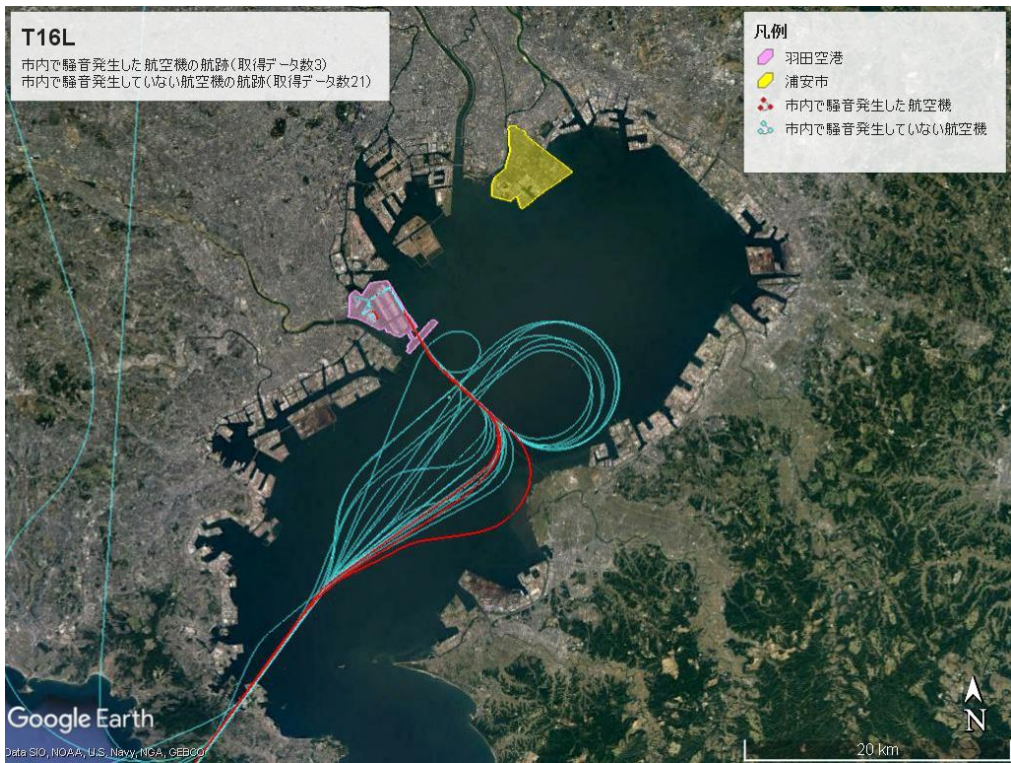 T16L
市内で騒音発生した航空機の航跡(取得データ数3)
市内で騒音発生していない航空機の航跡(取得データ数21)
凡例
羽田空港
浦安市
市内で騒音発生した航空機
市内で騒音発生していない航空機
N
Google Earth
Data SIO, NOAA, U.S. Navy, NGA, GEBCO
20 km